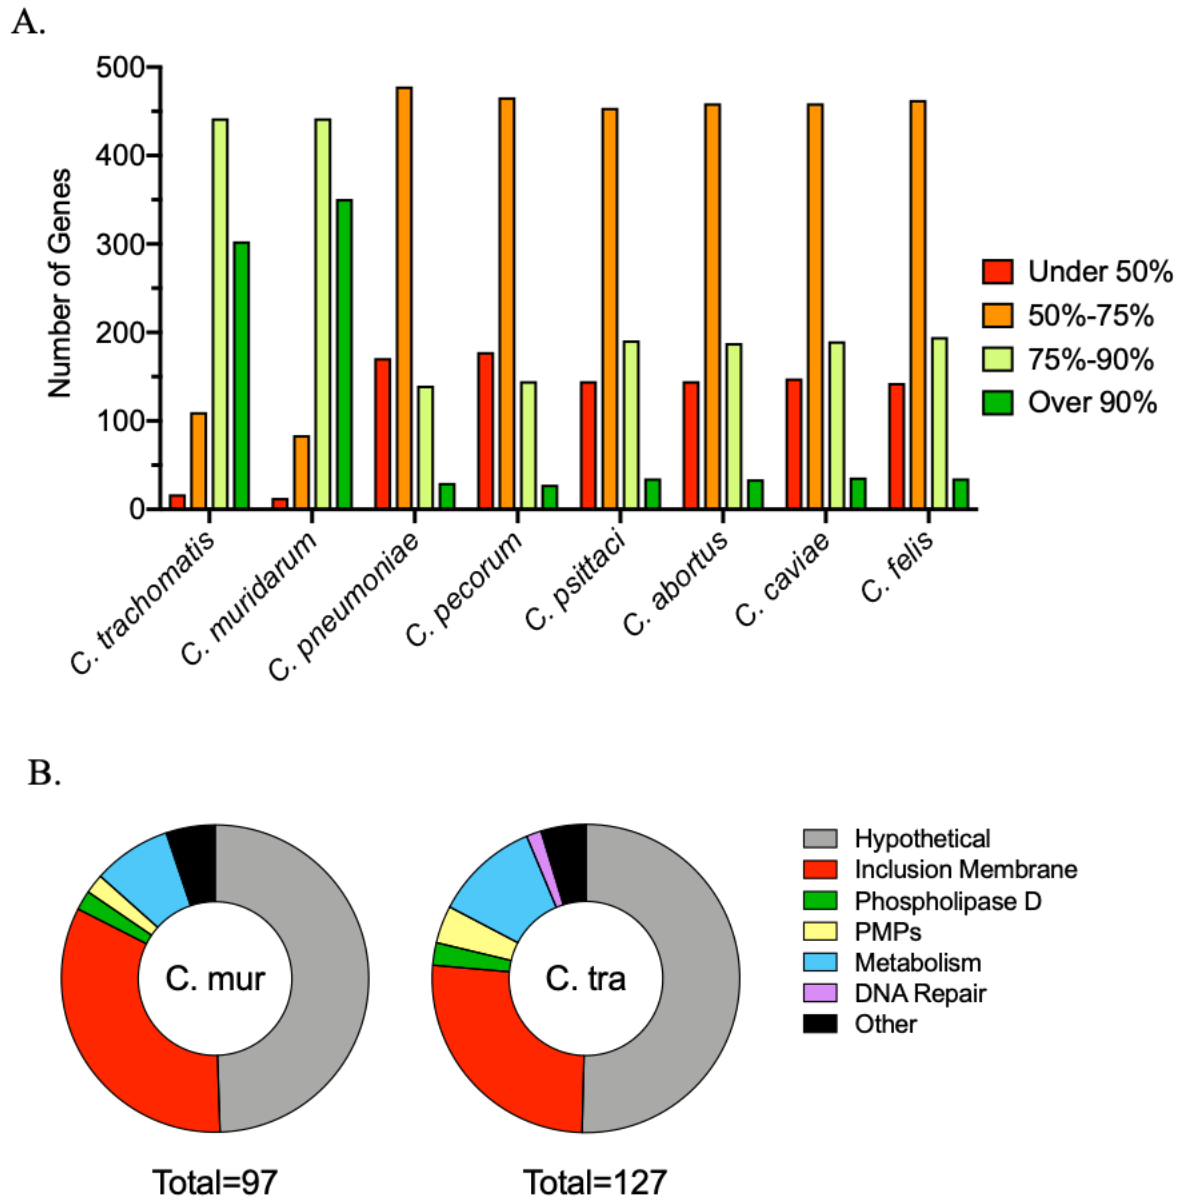 A.
500
400
300
200
100
0
Number of Genes
Under 50%
50%-75%
75%-90%
Over 90%
C. trachomatis
C. muridarum
C. pneumoniae
C. pecorum
C. psittaci
C. abortus
C. caviae
C. felis
B.
C. mur
C. tra
Hypothetical
Inclusion Membrane
Phospholipase D
PMPs
Metabolism
DNA Repair
Other
Total=97
Total=127